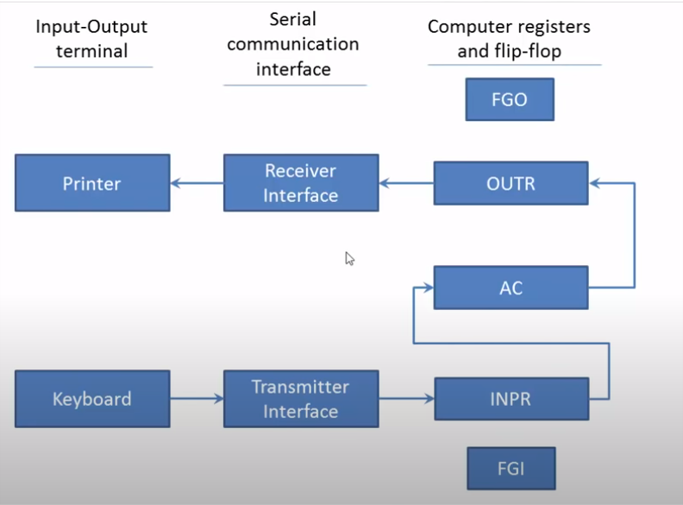 Input-Output
terminal
Serial
communication
interface
Computer registers
and flip-flop
FGO
Printer
Receiver
Interface
OUTR
AC
Keyboard
Transmitter
Interface
INPR
FGI